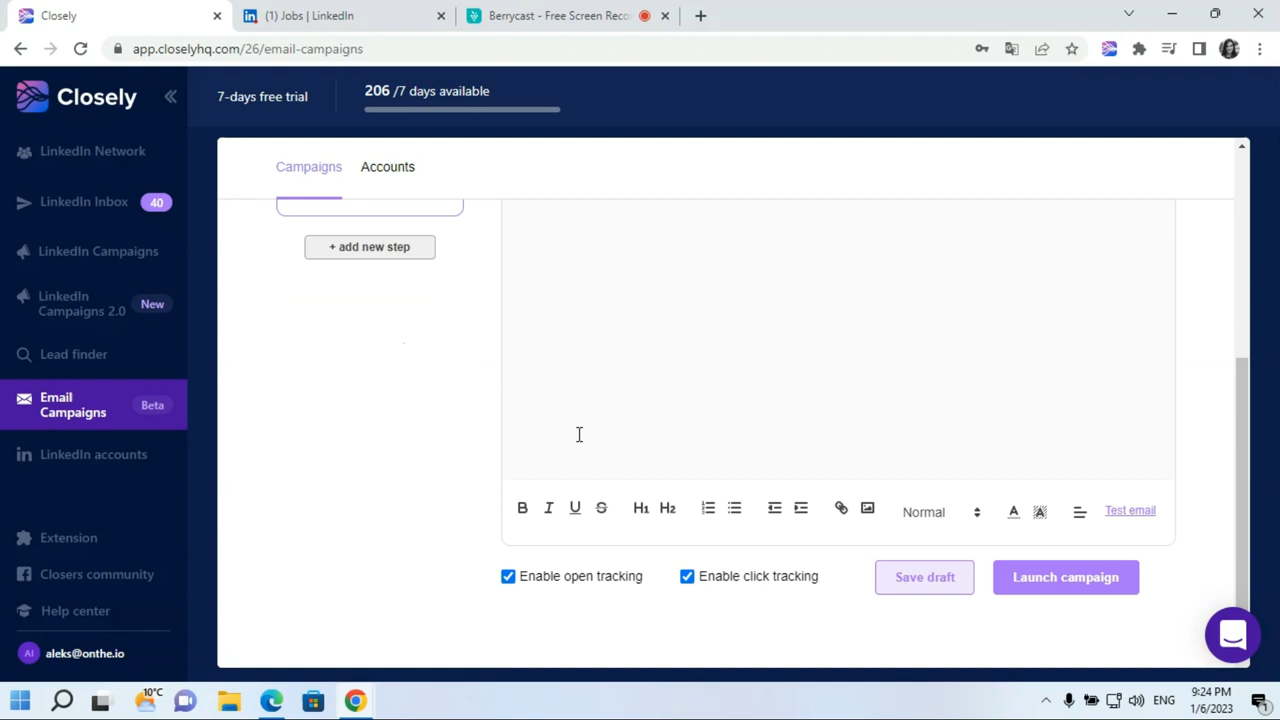 Closely
(1) Jobs | LinkedIn
Berrycast - Free Screen Reco
app.closelyhq.com/26/email-campaigns
Closely
7-days free trial
206 /7 days available
LinkedIn Network
LinkedIn Inbox 40
LinkedIn Campaigns
LinkedIn
Campaigns 2.0 New
Lead finder
Email
Campaigns Beta
LinkedIn accounts
Extension
Closers community
Help center
AI aleks@onthe.io
Campaigns Accounts
+ add new step
B I U S H1 H2 Normal A A Test email
Enable open tracking Enable click tracking Save draft Launch campaign
10°C ENG 9:24 PM
1/6/2023 1